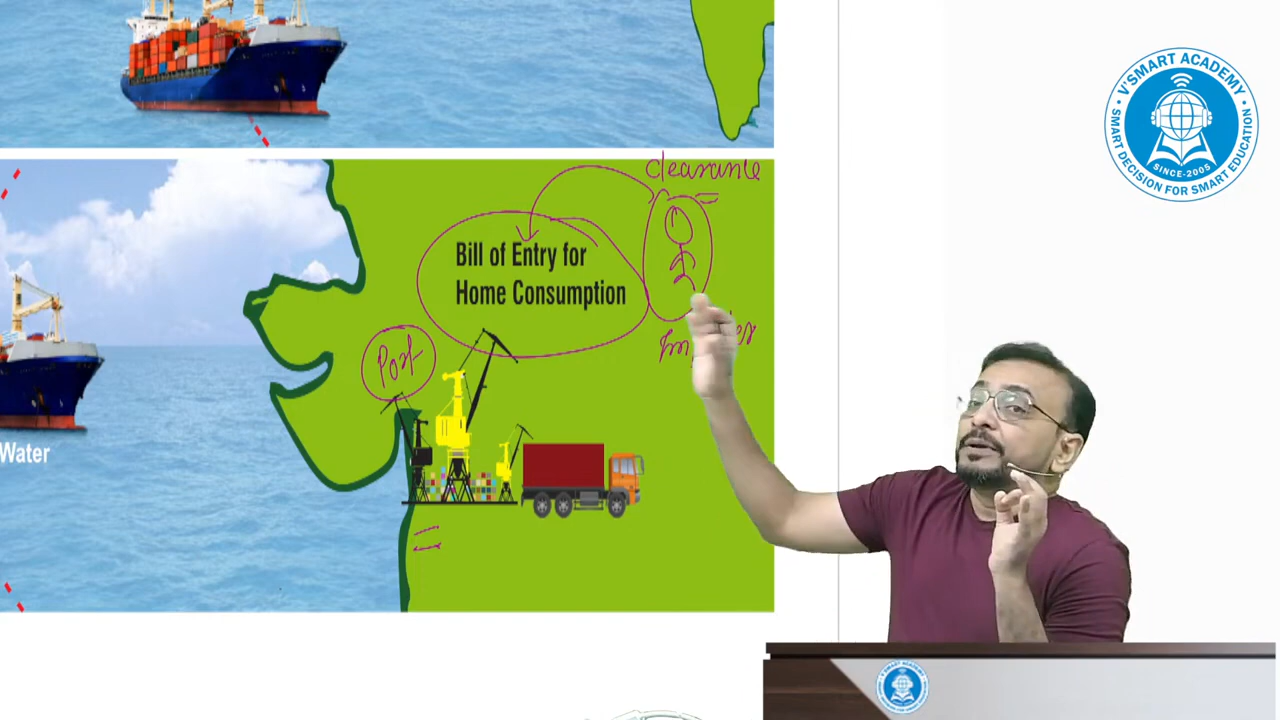 clearance
Bill of Entry for
Home Consumption
Port
Water
V'SMART ACADEMY
SINCE-2005
SMART DECISION FOR SMART EDUCATION